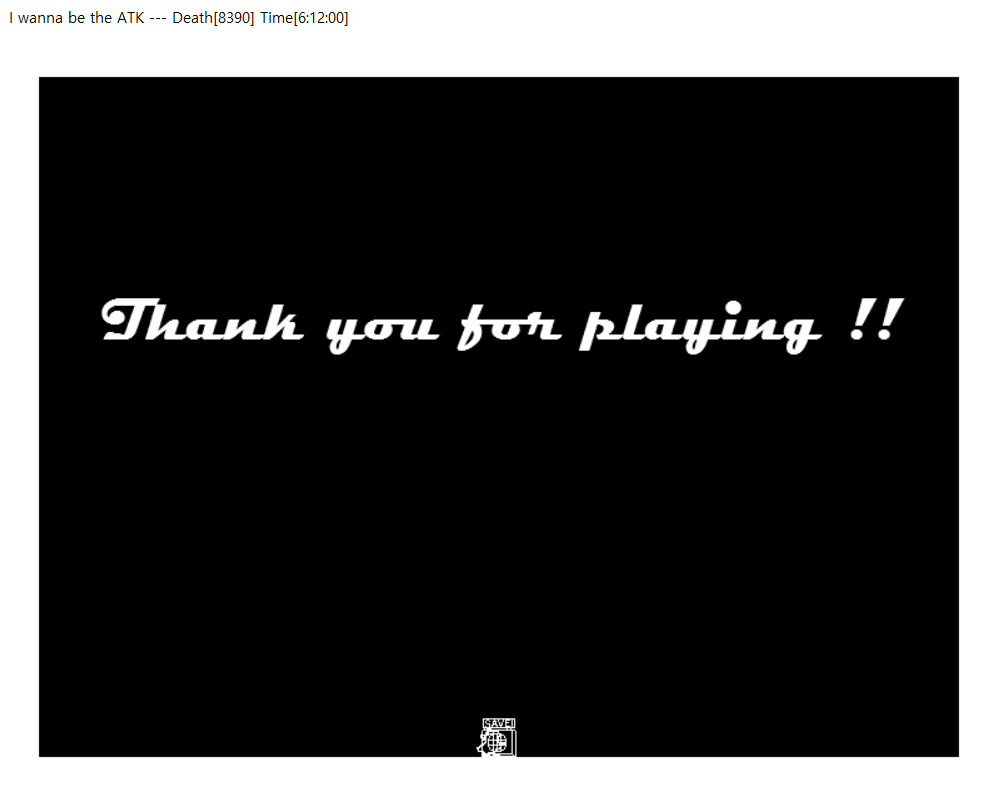 I wanna be the ATK --- Death[8390] Time[6:12:00]
Thank you for playing !!
SAVE